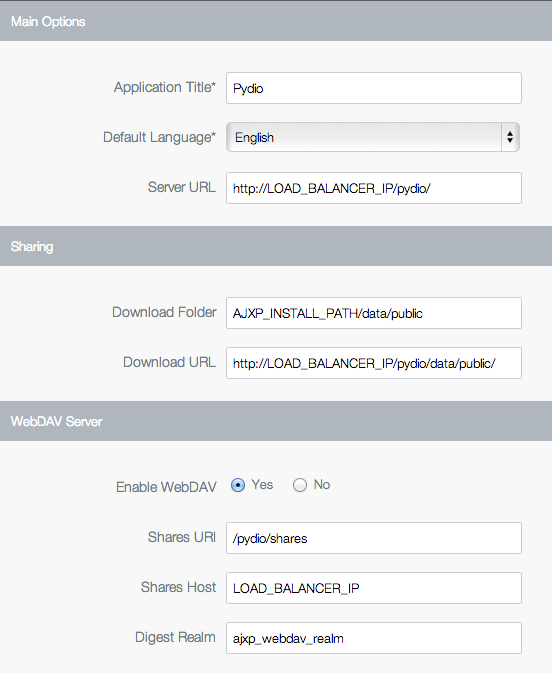 Main Options
Application Title* Pydio
Default Language* English
Server URL http://LOAD_BALANCER_IP/pydio/
Sharing
Download Folder AJXP_INSTALL_PATH/data/public
Download URL http://LOAD_BALANCER_IP/pydio/data/public/
WebDAV Server
Enable WebDAV Yes No
Shares URI /pydio/shares
Shares Host LOAD_BALANCER_IP
Digest Realm ajxp_webdav_realm